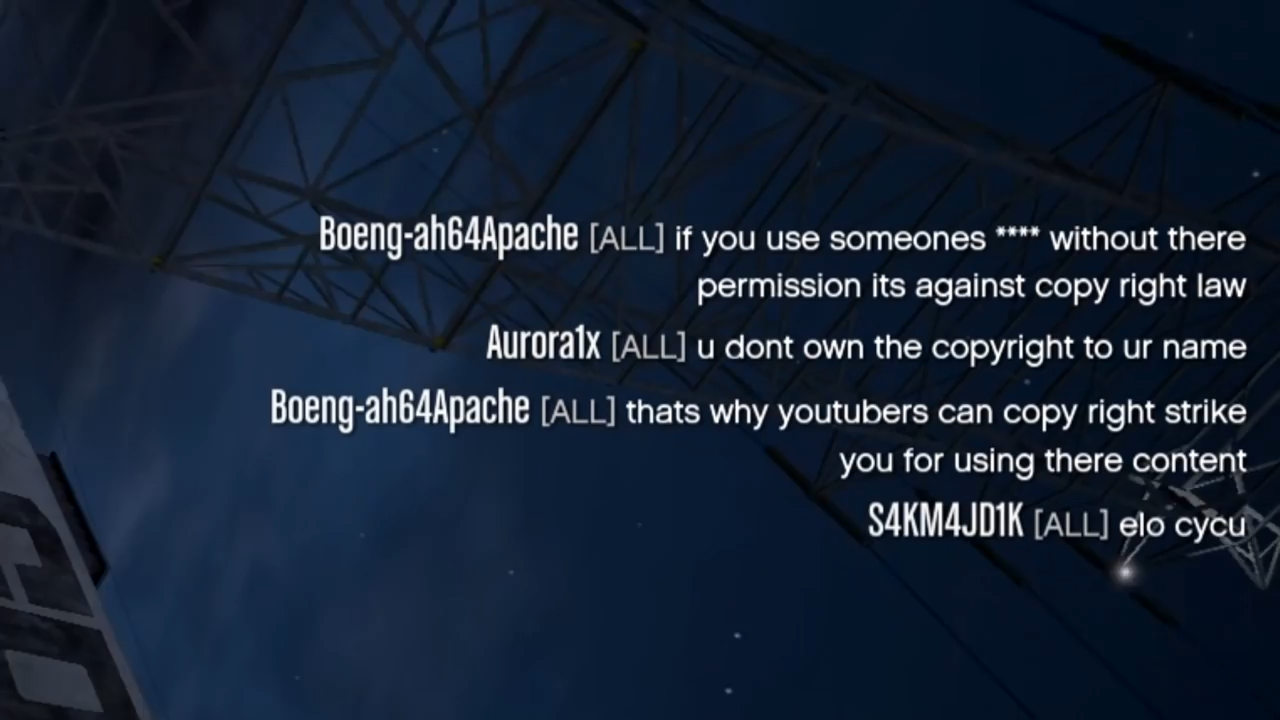 Boeng-ah64Apache [ALL] if you use someones **** without there
permission its against copy right law
Aurora1x [ALL] u dont own the copyright to ur name
Boeng-ah64Apache [ALL] thats why youtubers can copy right strike
you for using there content
S4KM4JD1K [ALL] elo cycu